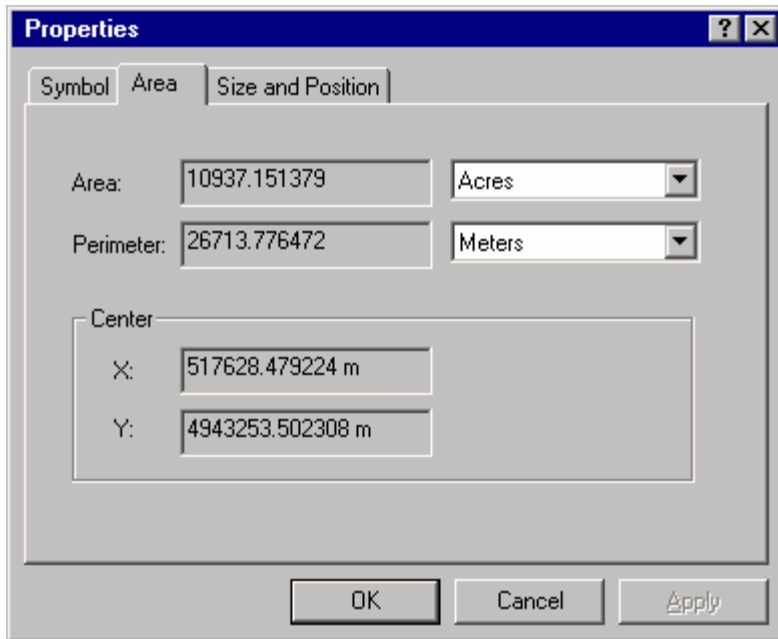 Properties
Symbol Area Size and Position
Area: 10937.151379 Acres
Perimeter: 26713.776472 Meters
Center
X: 517628.479224 m
Y: 4943253.502308 m
OK Cancel Apply